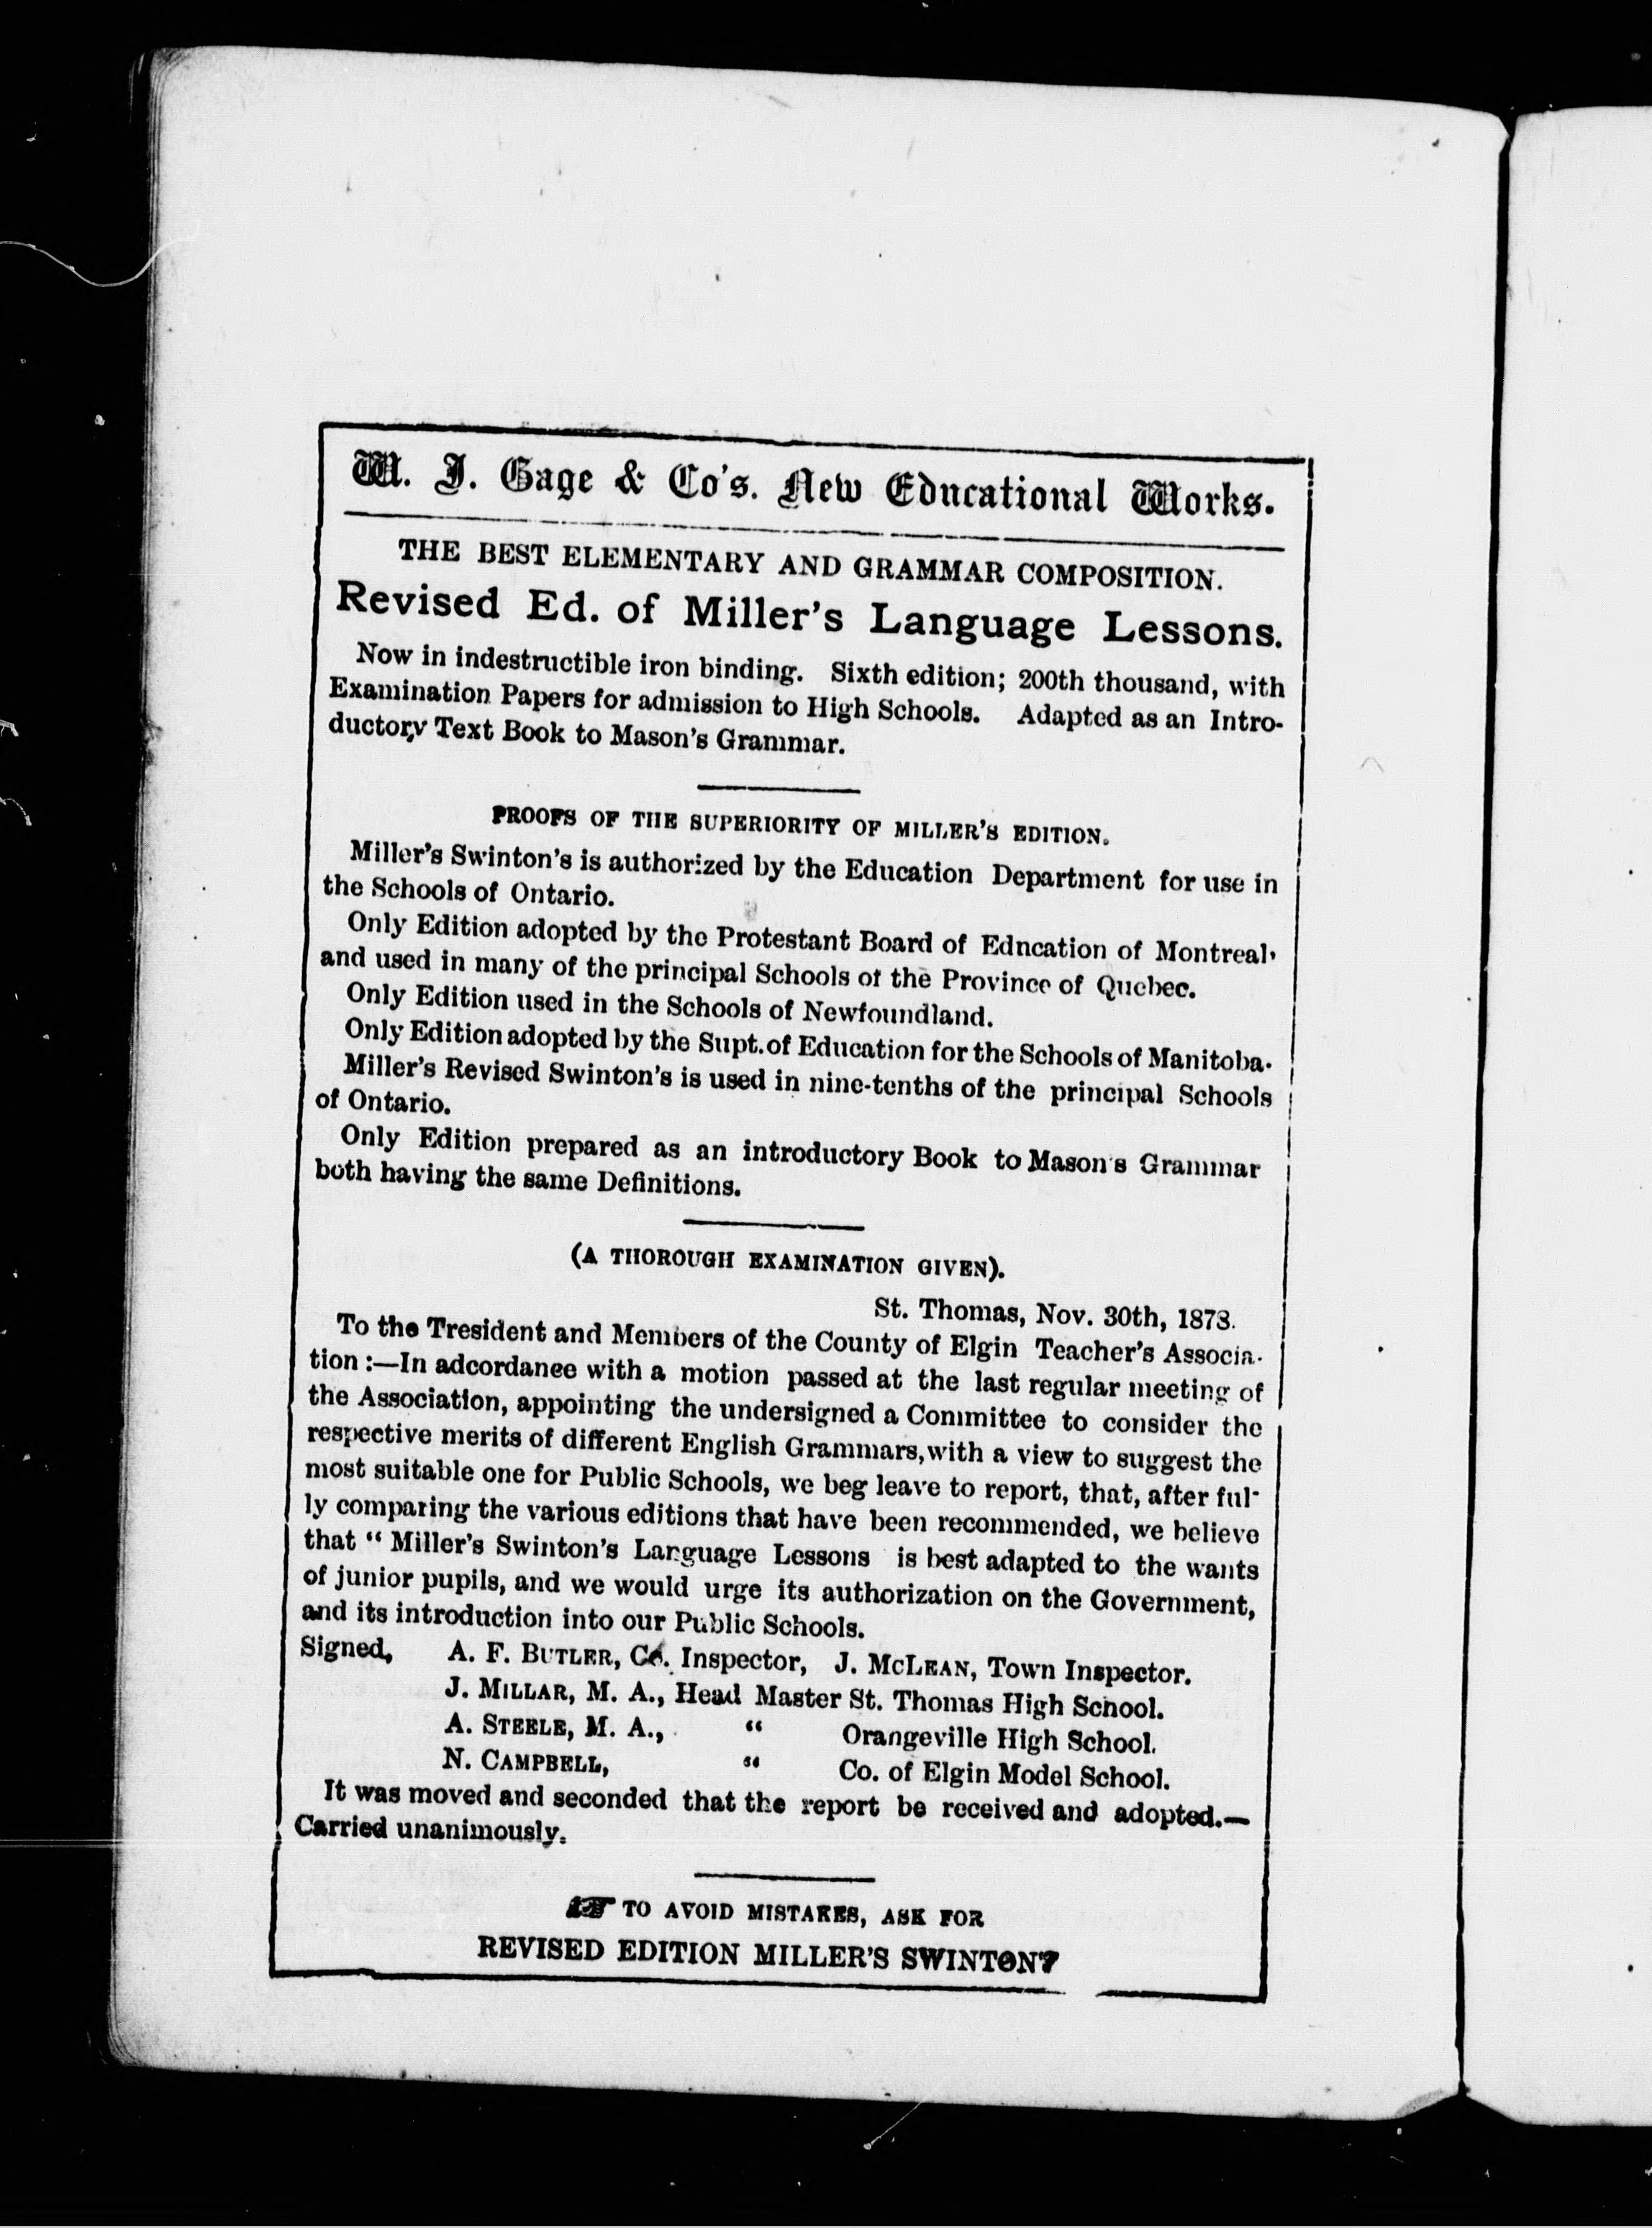 W. J. Gage & Co's. New Edncational Works.
THE BEST ELEMENTARY AND GRAMMAR COMPOSITION.
Revised Ed. of Miller's Language Lessons.
Now in indestructible iron binding. Sixth edition; 200th thousand, with
Examination Papers for admission to High Schools. Adapted as an Intro-
ductory Text Book to Mason's Grammar.
PROOFS OF THE SUPERIORITY OF MILLER'S EDITION.
Miller's Swinton's is authorized by the Education Department for use in
the Schools of Ontario.
Only Edition adopted by the Protestant Board of Edncation of Montreal,
and used in many of the principal Schools of the Province of Quebec.
Only Edition used in the Schools of Newfoundland.
Only Edition adopted by the Supt. of Education for the Schools of Manitoba.
Miller's Revised Swinton's is used in nine-tenths of the principal Schools
of Ontario.
Only Edition prepared as an introductory Book to Mason's Grammar
both having the same Definitions.
(A THOROUGH EXAMINATION GIVEN).
St. Thomas, Nov. 30th, 1878.
To the Tresident and Members of the County of Elgin Teacher's Associa-
tion :—In adcordanee with a motion passed at the last regular meeting of
the Association, appointing the undersigned a Committee to consider the
respective merits of different English Grammars, with a view to suggest the
most suitable one for Public Schools, we beg leave to report, that, after ful-
ly comparing the various editions that have been recommended, we believe
that " Miller's Swinton's Language Lessons is best adapted to the wants
of junior pupils, and we would urge its authorization on the Government,
and its introduction into our Public Schools.
Signed, A. F. BUTLER, Co. Inspector, J. MCLEAN, Town Inspector.
J. MILLAR, M. A., Head Master St. Thomas High School.
A. STEELE, M. A., " Orangeville High School.
N. CAMPBELL, " Co. of Elgin Model School.
It was moved and seconded that the report be received and adopted.—
Carried unanimously.
☞ TO AVOID MISTAKES, ASK FOR
REVISED EDITION MILLER'S SWINTON'S